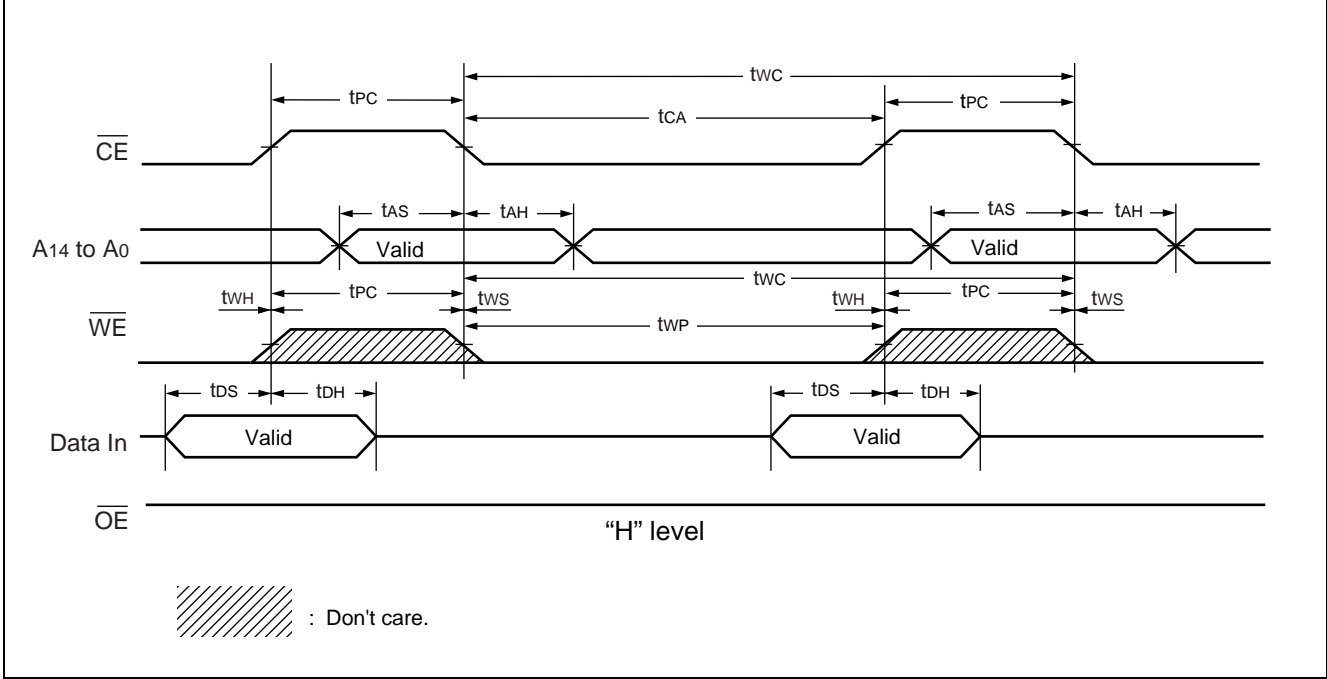 tWC
tPC tPC
tCA
CE
tAS tAH tAS tAH
A14 to A0 Valid Valid
tWC
tWH tPC tWS tWH tPC tWS
WE tWP
tDS tDH tDS tDH
Data In Valid Valid
OE
“H” level
: Don't care.